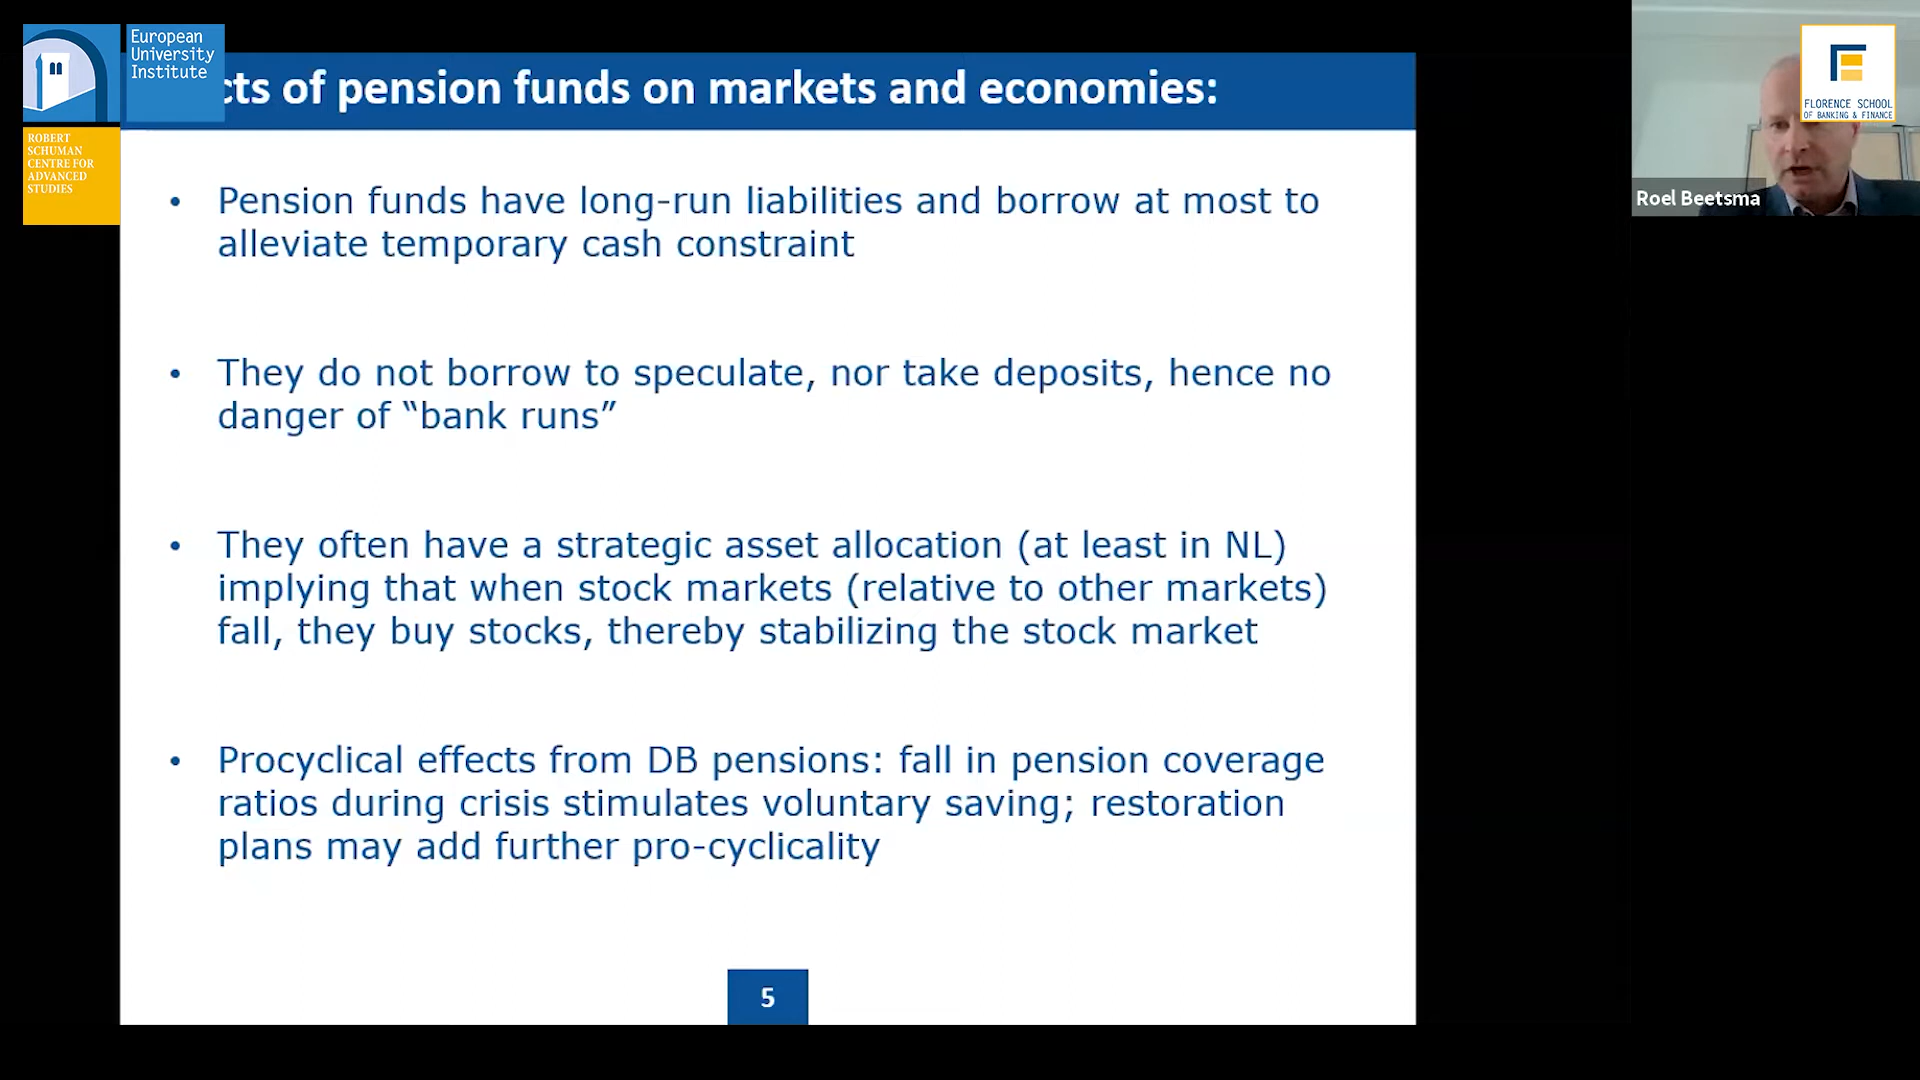 European
University
Institute
ROBERT
SCHUMAN
CENTRE FOR
ADVANCED
STUDIES
cts of pension funds on markets and economies:
• Pension funds have long-run liabilities and borrow at most to
alleviate temporary cash constraint
• They do not borrow to speculate, nor take deposits, hence no
danger of “bank runs”
• They often have a strategic asset allocation (at least in NL)
implying that when stock markets (relative to other markets)
fall, they buy stocks, thereby stabilizing the stock market
• Procyclical effects from DB pensions: fall in pension coverage
ratios during crisis stimulates voluntary saving; restoration
plans may add further pro-cyclicality
5
FLORENCE SCHOOL
OF BANKING & FINANCE
Roel Beetsma